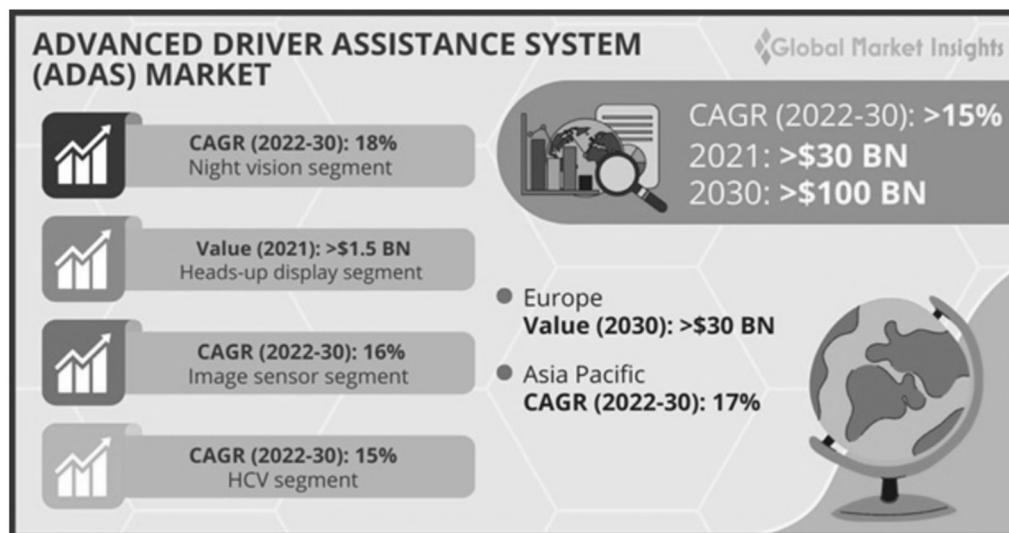 ADVANCED DRIVER ASSISTANCE SYSTEM
(ADAS) MARKET
Global Market Insights
CAGR (2022-30): 18%
Night vision segment
Value (2021): >$1.5 BN
Heads-up display segment
CAGR (2022-30): 16%
Image sensor segment
CAGR (2022-30): 15%
HCV segment
CAGR (2022-30): >15%
2021: >$30 BN
2030: >$100 BN
Europe
Value (2030): >$30 BN
Asia Pacific
CAGR (2022-30): 17%